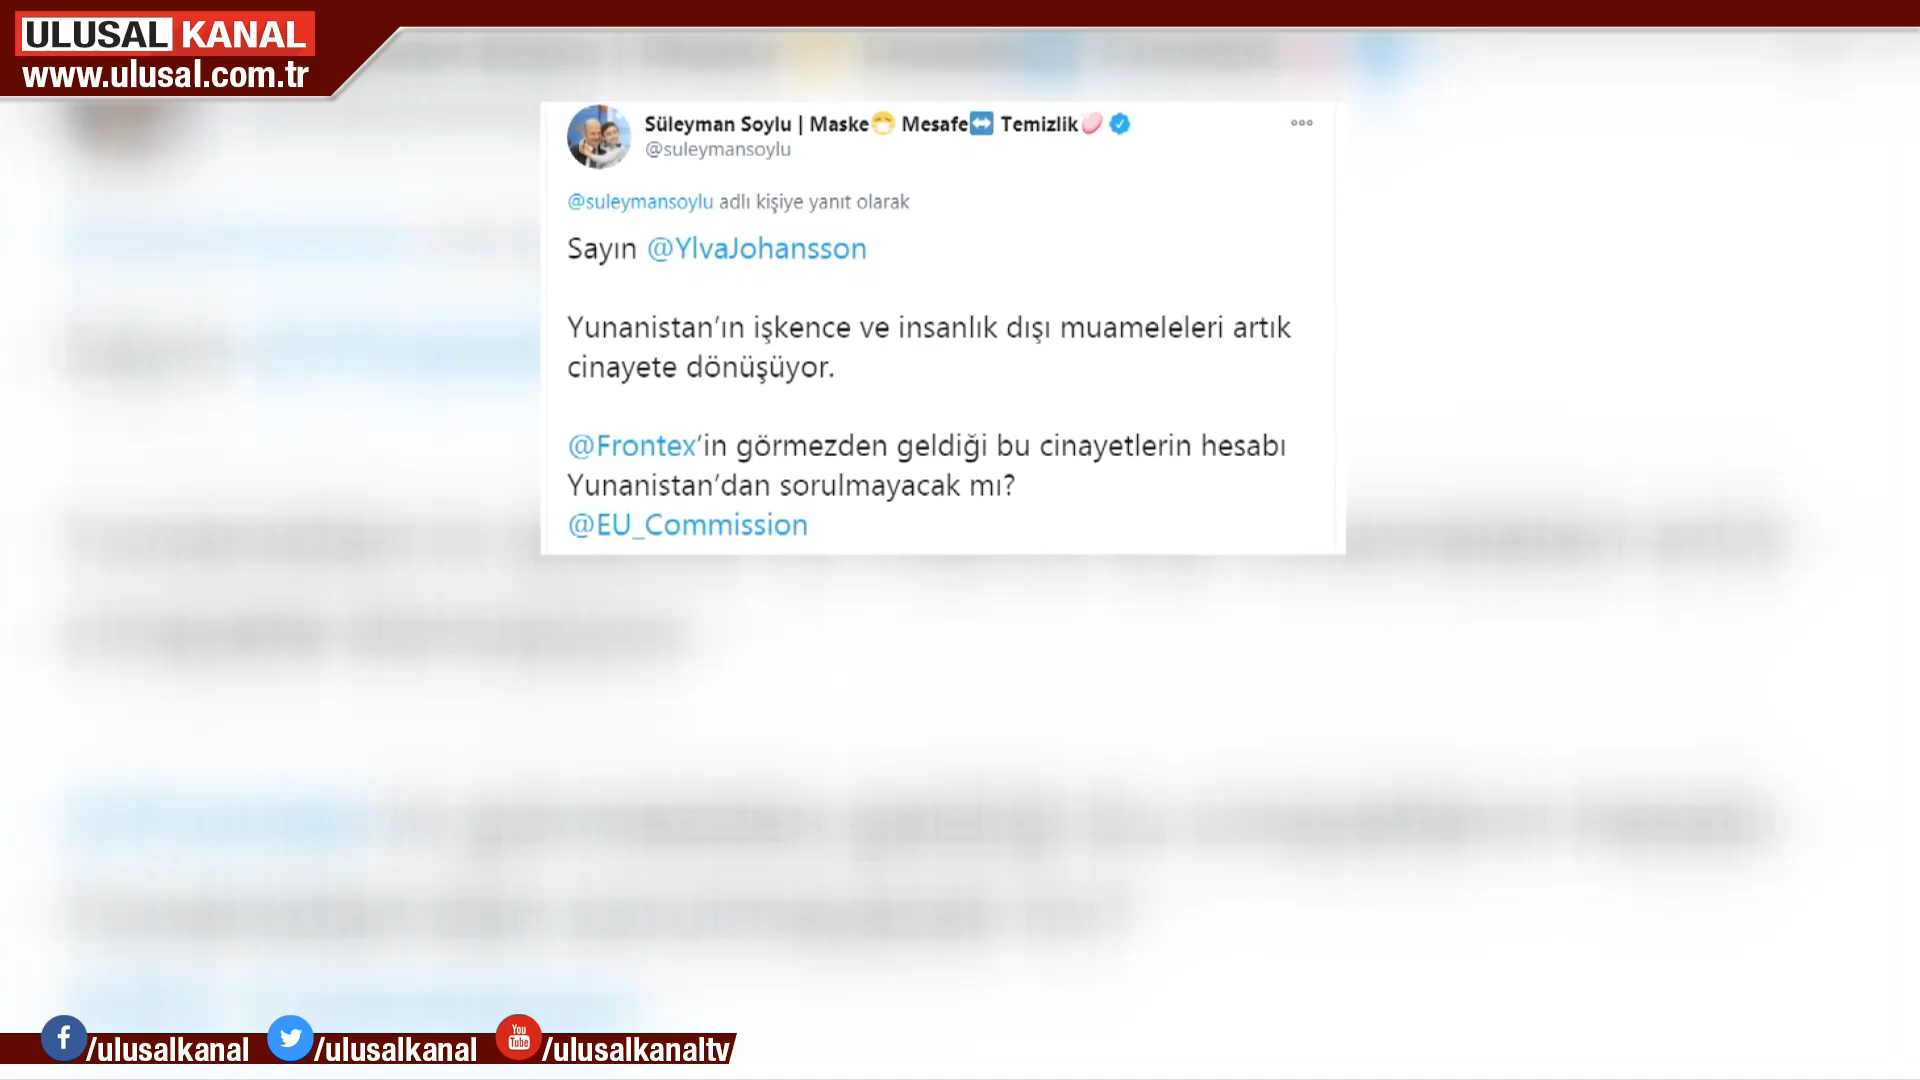 ULUSAL KANAL
www.ulusal.com.tr
Süleyman Soylu | Maske😷 Mesafe↔️ Temizlik🧼
@suleymansoylu
@suleymansoylu adlı kişiye yanıt olarak
Sayın @YlvaJohansson
Yunanistan’ın işkence ve insanlık dışı muameleleri artık
cinayete dönüşüyor.
@Frontex’in görmezden geldiği bu cinayetlerin hesabı
Yunanistan’dan sorulmayacak mı?
@EU_Commission
f /ulusalkanal /ulusalkanal You Tube /ulusalkanaltv